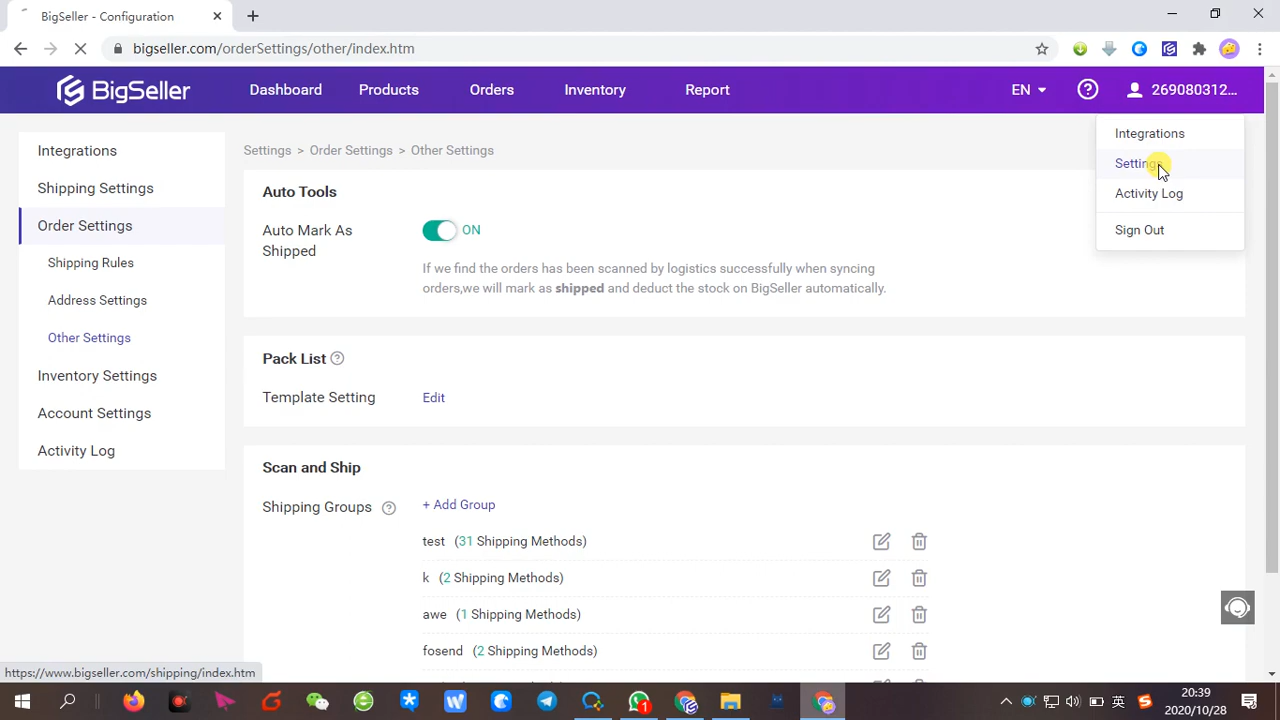 BigSeller - Configuration
bigseller.com/orderSettings/other/index.htm
BigSeller Dashboard Products Orders Inventory Report EN 269080312...
Integrations
Settings
Activity Log
Sign Out
Integrations
Shipping Settings
Order Settings
Shipping Rules
Address Settings
Other Settings
Inventory Settings
Account Settings
Activity Log
Settings > Order Settings > Other Settings
Auto Tools
Auto Mark As
Shipped
ON
If we find the orders has been scanned by logistics successfully when syncing
orders,we will mark as shipped and deduct the stock on BigSeller automatically.
Pack List
Template Setting Edit
Scan and Ship
Shipping Groups + Add Group
test (31 Shipping Methods)
k (2 Shipping Methods)
awe (1 Shipping Methods)
fosend (2 Shipping Methods)
https://www.bigseller.com/shipping/index.htm
英
20:39
2020/10/28